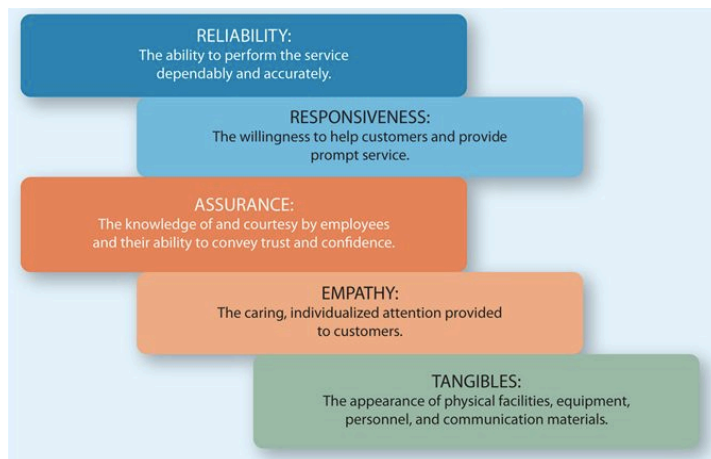 RELIABILITY:
The ability to perform the service
dependably and accurately.
RESPONSIVENESS:
The willingness to help customers and provide
prompt service.
ASSURANCE:
The knowledge of and courtesy by employees
and their ability to convey trust and confidence.
EMPATHY:
The caring, individualized attention provided
to customers.
TANGIBLES:
The appearance of physical facilities, equipment,
personnel, and communication materials.